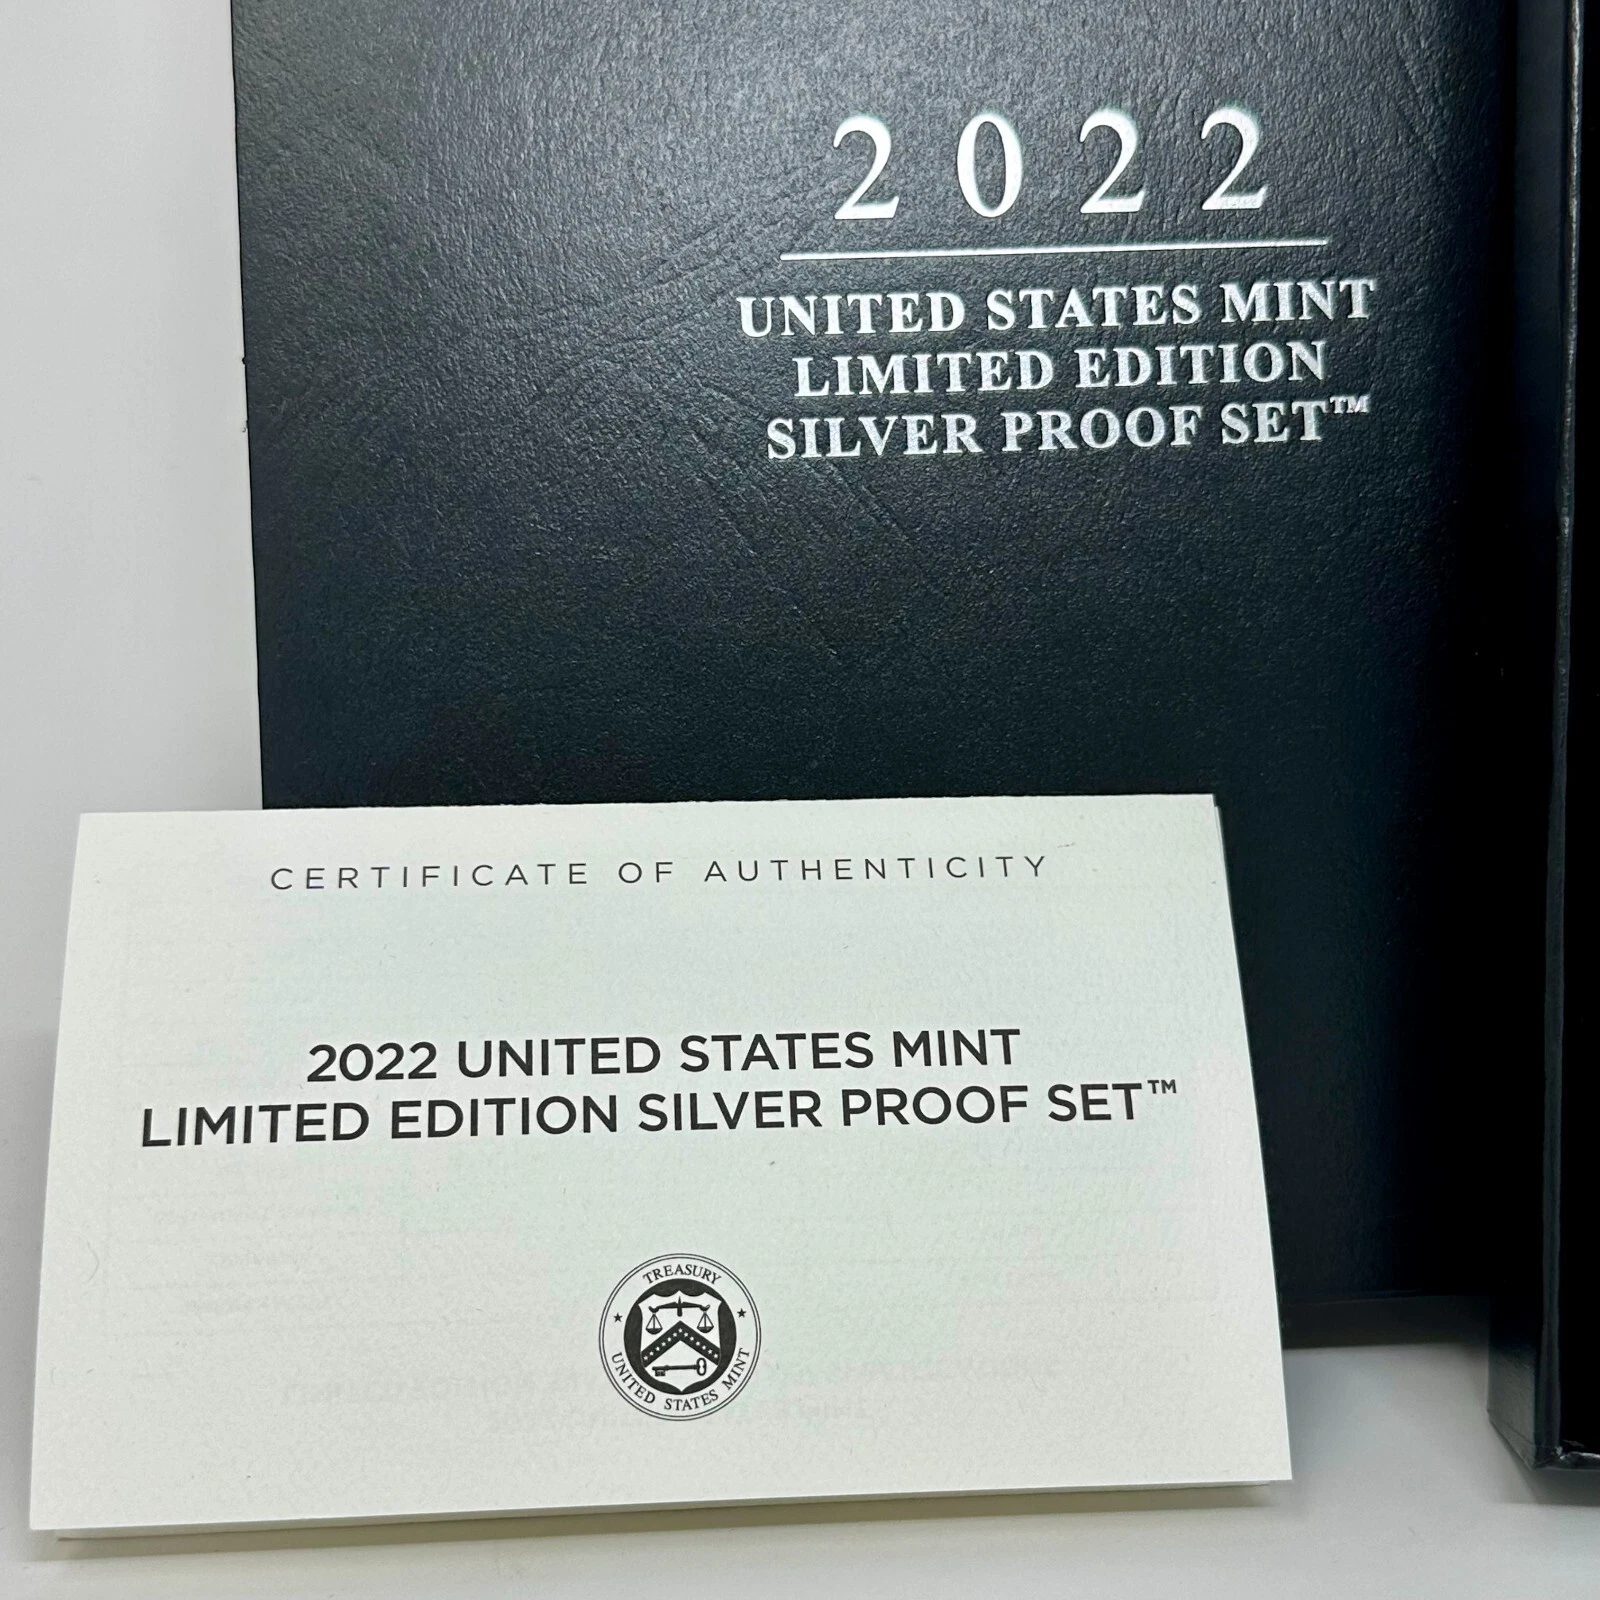 2022
UNITED STATES MINT
LIMITED EDITION
SILVER PROOF SET™
CERTIFICATE OF AUTHENTICITY
2022 UNITED STATES MINT
LIMITED EDITION SILVER PROOF SET™
TREASURY
UNITED STATES MINT